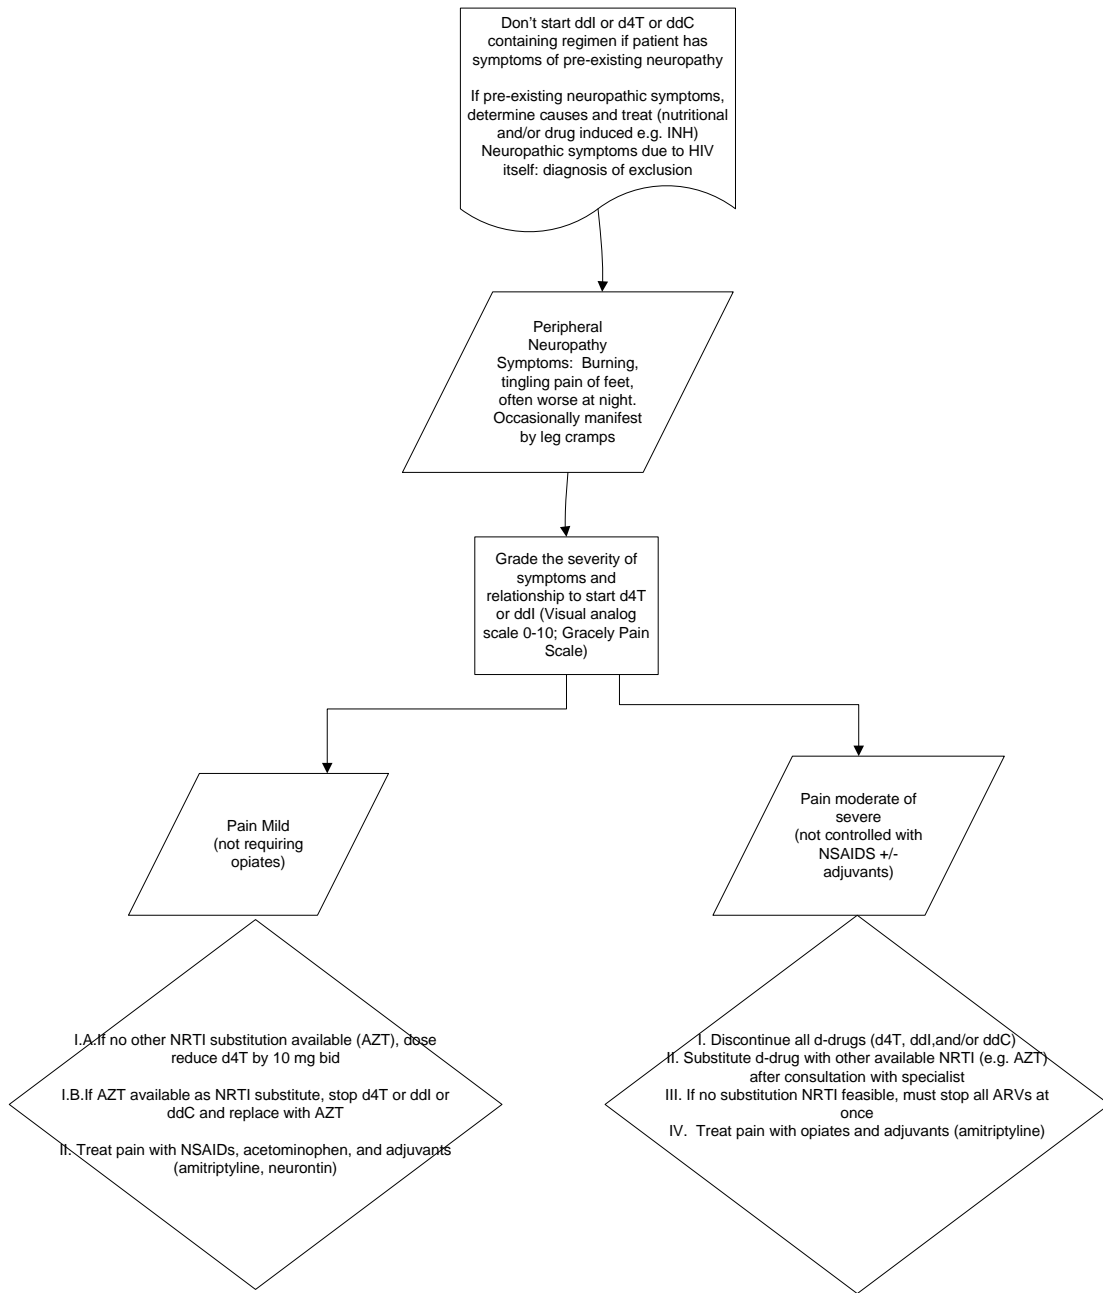 Don't start ddI or d4T or ddC
containing regimen if patient has
symptoms of pre-existing neuropathy
If pre-existing neuropathic symptoms,
determine causes and treat (nutritional
and/or drug induced e.g. INH)
Neuropathic symptoms due to HIV
itself: diagnosis of exclusion
Peripheral
Neuropathy
Symptoms: Burning,
tingling pain of feet,
often worse at night.
Occasionally manifest
by leg cramps
Grade the severity of
symptoms and
relationship to start d4T
or ddI (Visual analog
scale 0-10; Gracely Pain
Scale)
Pain Mild
(not requiring
opiates)
Pain moderate of
severe
(not controlled with
NSAIDS +/-
adjuvants)
I.A.If no other NRTI substitution available (AZT), dose
reduce d4T by 10 mg bid
I.B.If AZT available as NRTI substitute, stop d4T or ddI or
ddC and replace with AZT
II. Treat pain with NSAIDs, acetominophen, and adjuvants
(amitriptyline, neurontin)
I. Discontinue all d-drugs (d4T, ddI,and/or ddC)
II. Substitute d-drug with other available NRTI (e.g. AZT)
after consultation with specialist
III. If no substitution NRTI feasible, must stop all ARVs at
once
IV. Treat pain with opiates and adjuvants (amitriptyline)